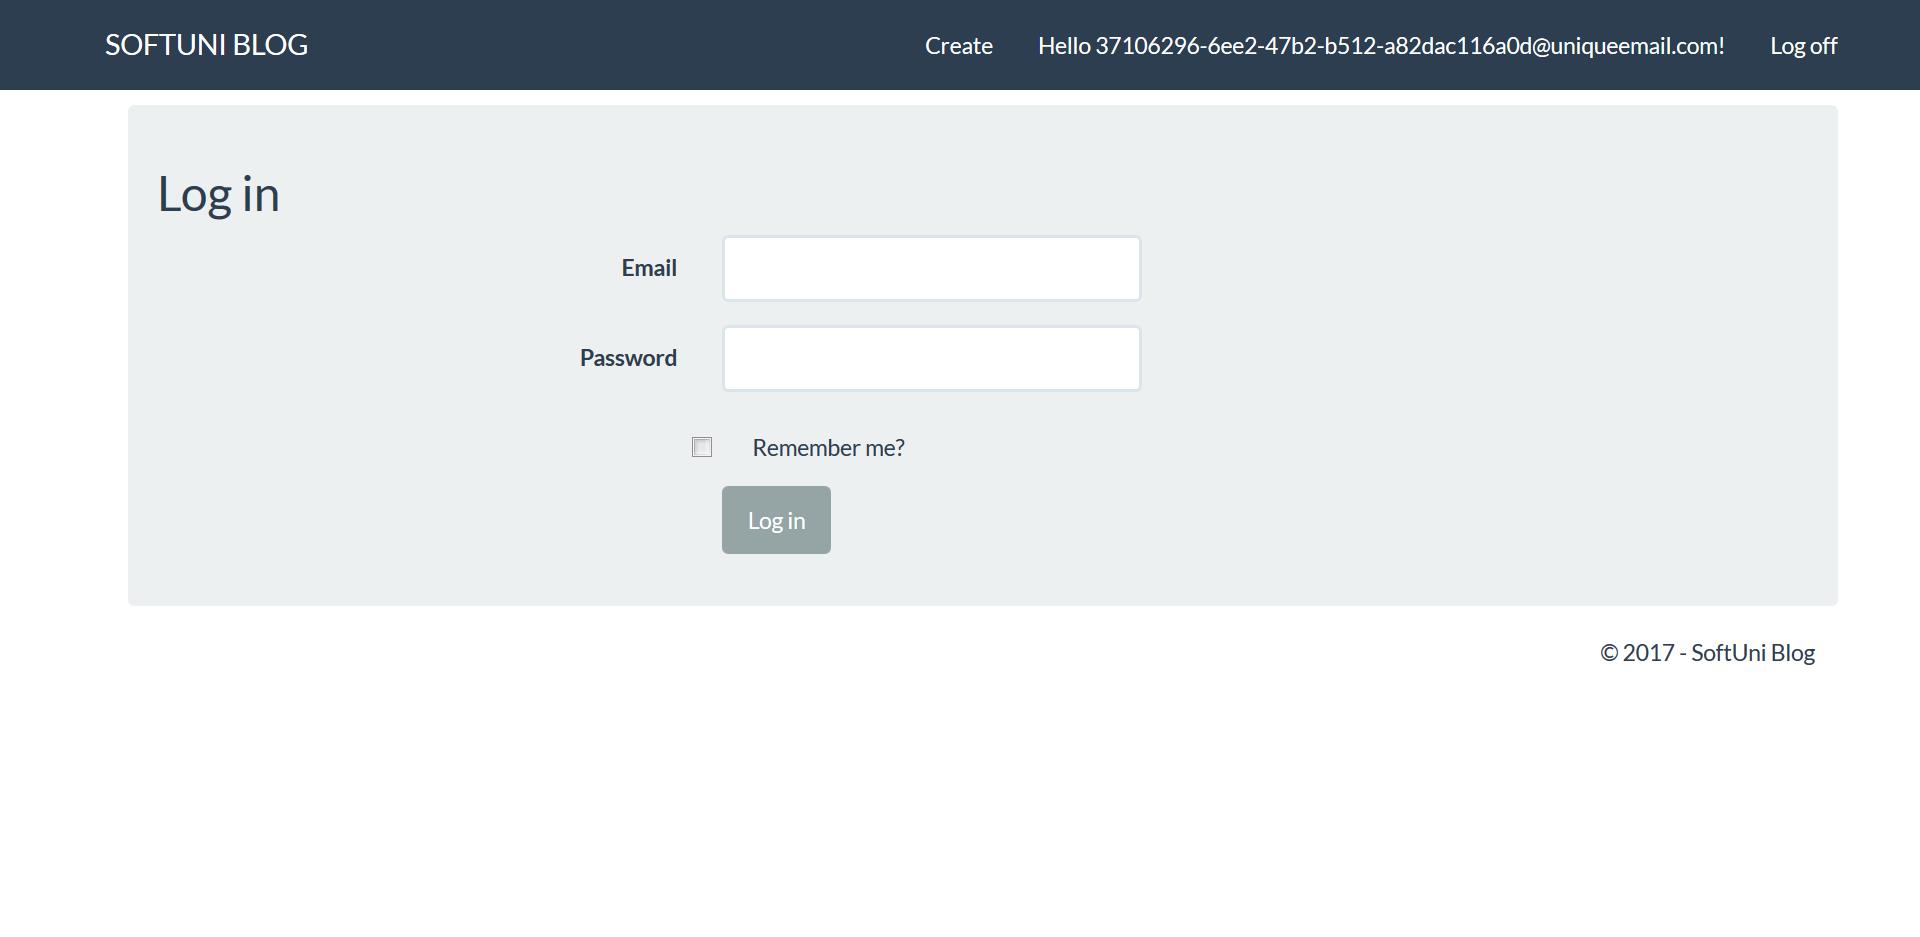 SOFTUNI BLOG
Create
Hello 37106296-6ee2-47b2-b512-a82dac116a0d@uniqueemail.com!
Log off
Log in
Email
Password
Remember me?
Log in
© 2017 - SoftUni Blog